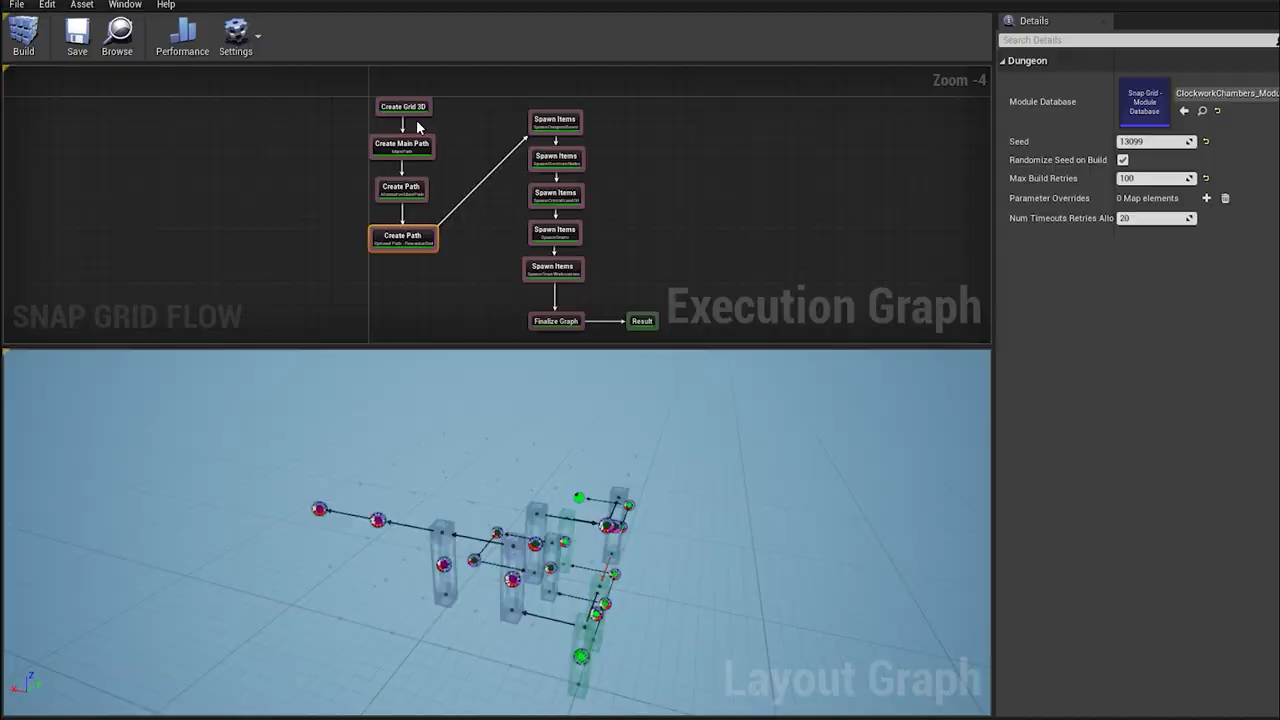 File Edit Asset Window Help
Build Save Browse Performance Settings
Zoom -4
Create Grid 3D
Create Main Path
Create Path
Create Path
Spawn Items
Spawn Items
Spawn Items
Spawn Items
Spawn Items
Finalize Graph
Result
SNAP GRID FLOW
Execution Graph
Layout Graph
Z
X
Details
Search Details
Dungeon
Module Database
Snap Grid -
Module
Database
ClockworkChambers_Modu
Seed 13099
Randomize Seed on Build
Max Build Retries 100
Parameter Overrides 0 Map elements
Num Timeouts Retries Allo 20